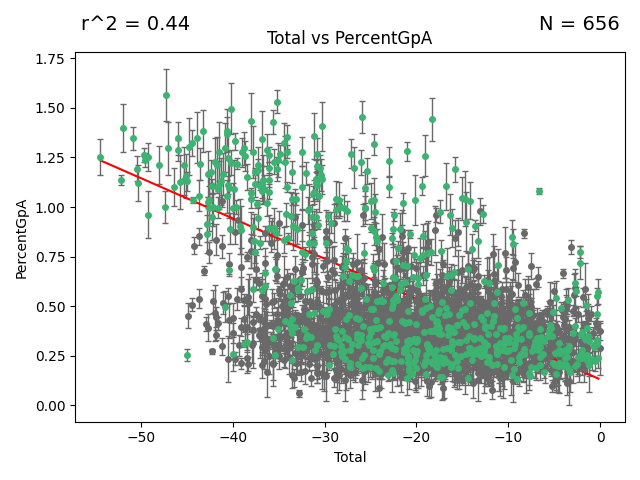 r^2 = 0.44
N = 656
Total vs PercentGpA
1.75
1.50
1.25
1.00
0.75
0.50
0.25
0.00
PercentGpA
−50
−40
−30
−20
−10
0
Total